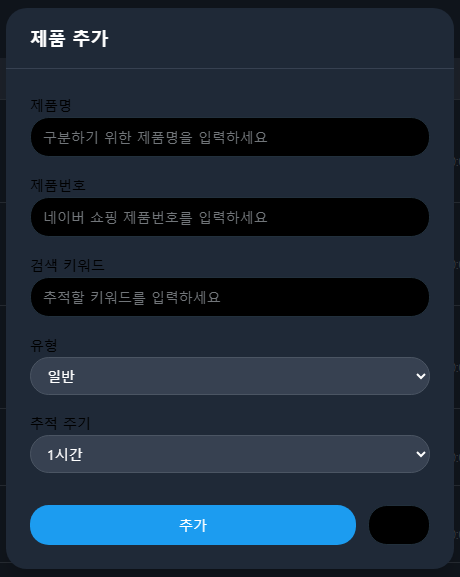 제품 추가
제품명
구분하기 위한 제품명을 입력하세요
제품번호
네이버 쇼핑 제품번호를 입력하세요
검색 키워드
추적할 키워드를 입력하세요
유형
일반
추적 주기
1시간
추가